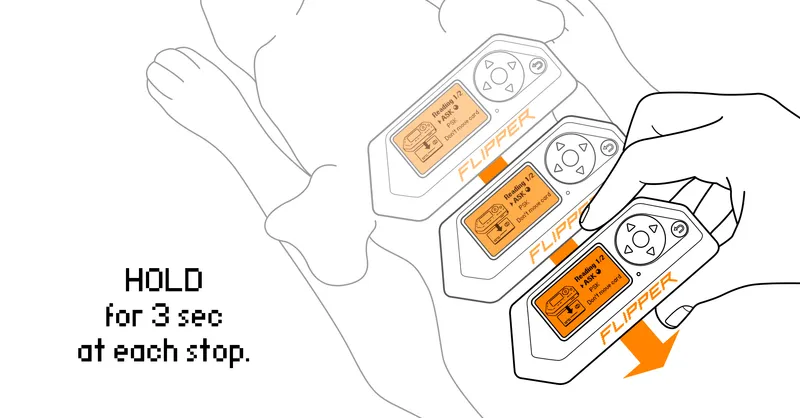 Reading 1/2
ASK
PSK
Don't move card
FLIPPER
Reading 1/2
ASK
PSK
Don't move card
FLIPPER
Reading 1/2
ASK
PSK
Don't move card
FLIPPER
HOLD
for 3 sec
at each stop.